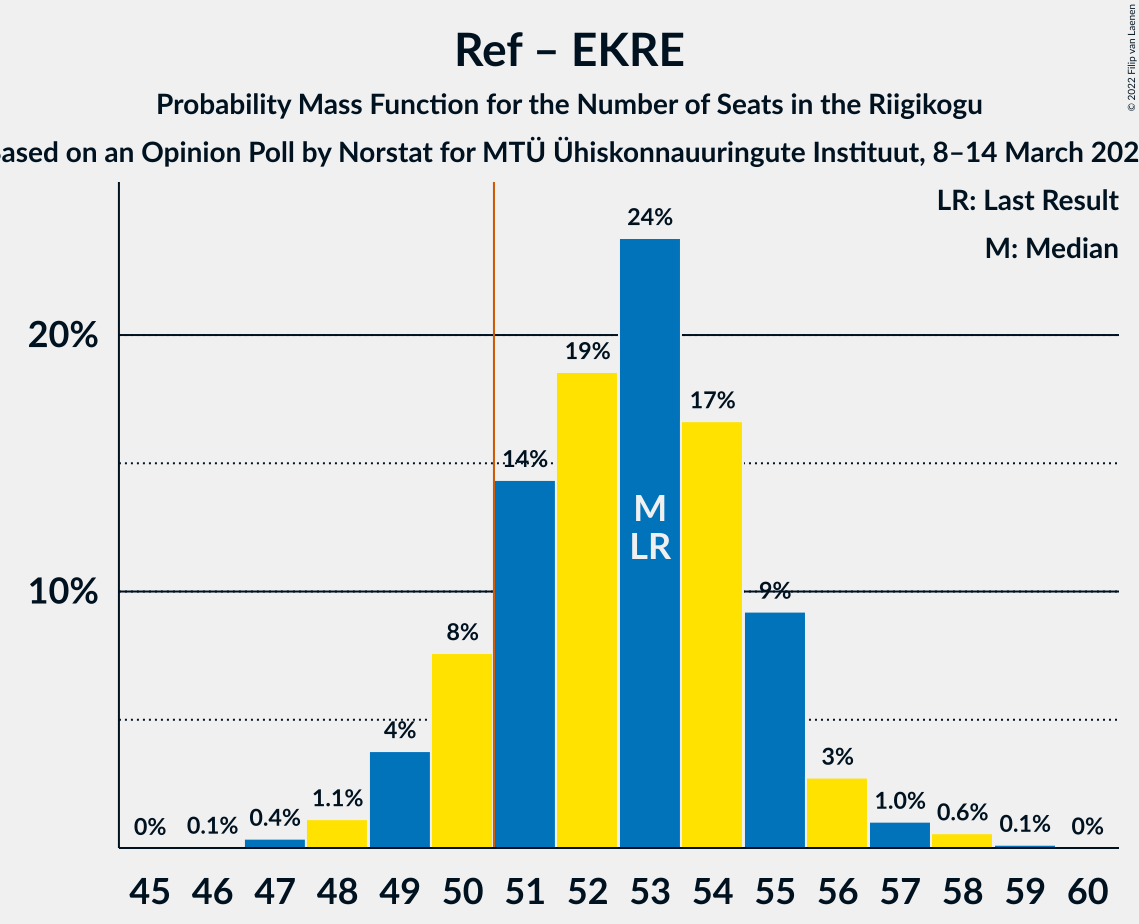 Ref – EKRE
Probability Mass Function for the Number of Seats in the Riigikogu
ased on an Opinion Poll by Norstat for MTÜ Ühiskonnauuringute Instituut, 8–14 March 202
© 2022 Filip van Laenen
LR: Last Result
M: Median
20%
10%
0%
0.1%
0.4%
1.1%
4%
8%
14%
19%
24%
17%
9%
3%
1.0%
0.6%
0.1%
0%
M
LR
45 46 47 48 49 50 51 52 53 54 55 56 57 58 59 60